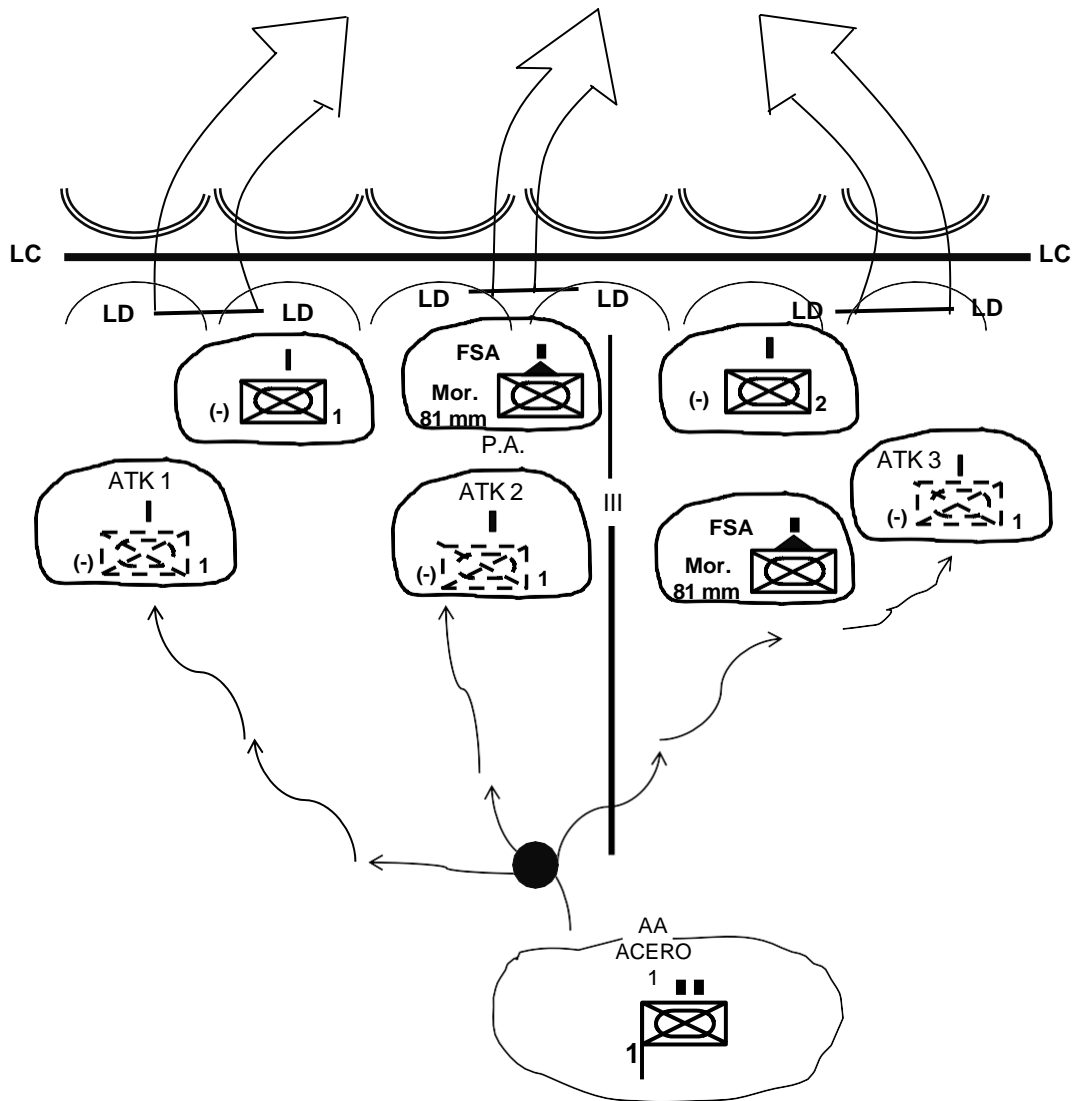 LC LC
LD LD LD LD LD LD
FSA
Mor.
81 mm
P.A.
(-) 1
(-) 2
ATK 1
(-) 1
ATK 2
(-) 1
III
FSA
Mor.
81 mm
ATK 3
(-) 1
AA
ACERO
1
1